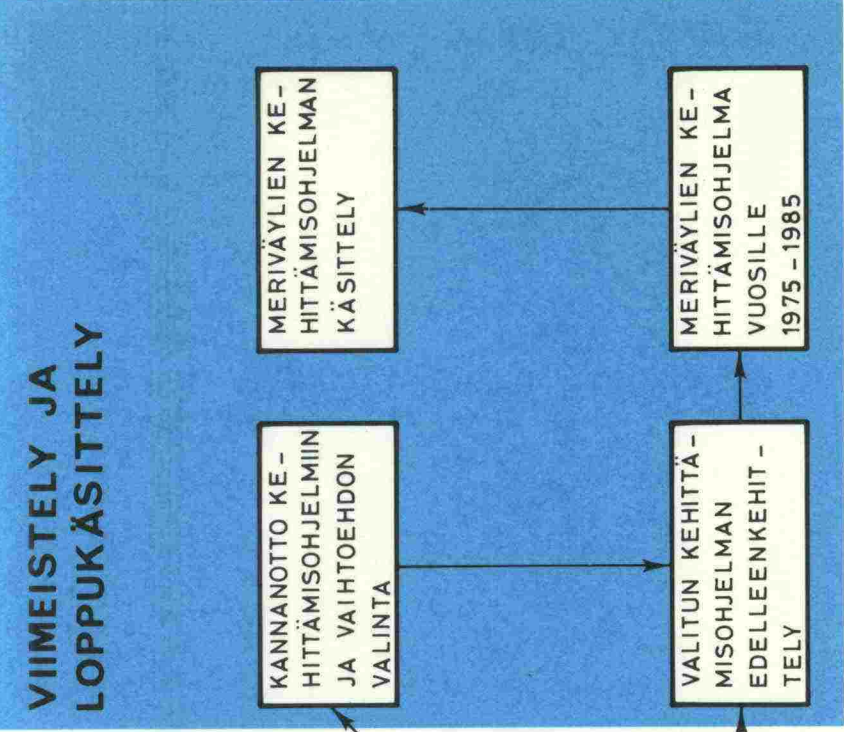 VIIMEISTELY JA
LOPPUKÄSITTELY
KANNANOTTO KE-
HITTÄMISOHJELMIIN
JA VAIHTOEHDON
VALINTA
MERIVÄYLIEN KE-
HITTÄMISOHJELMAN
KÄSITTELY
VALITUN KEHITTÄ-
MISOHJELMAN
EDELLEENKEHIT-
TELY
MERIVÄYLIEN KE-
HITTÄMISOHJELMA
VUOSILLE
1975-1985